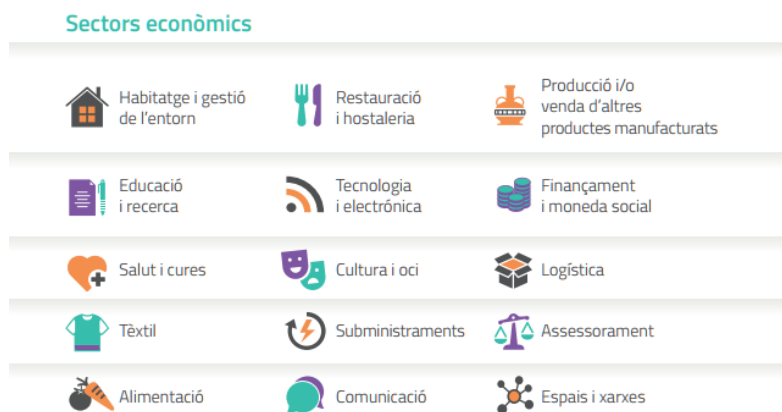 Sectors econòmics
Habitatge i gestió
de l'entorn
Restauració
i hostaleria
Producció i/o
venda d'altres
productes manufacturats
Educació
i recerca
Tecnologia
i electrónica
Finançament
i moneda social
Salut i cures
Cultura i oci
Logística
Tèxtil
Subministraments
Assessorament
Alimentació
Comunicació
Espais i xarxes